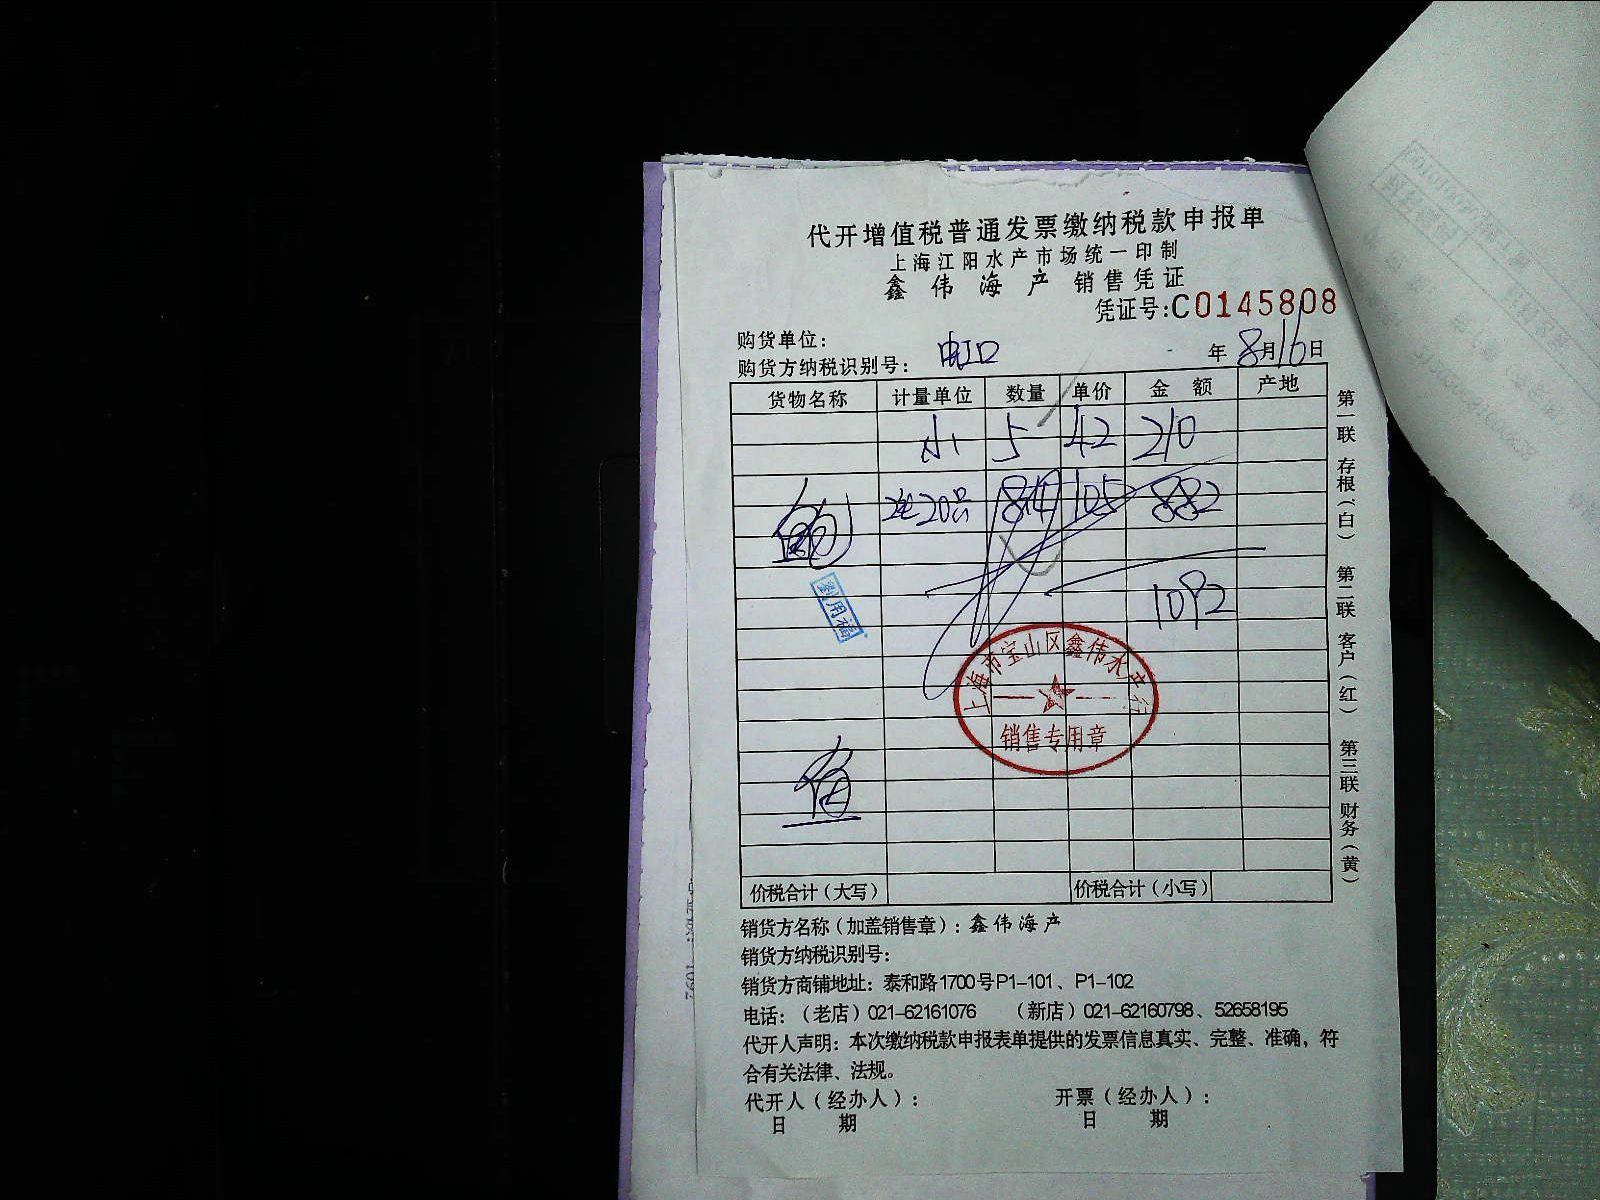 代开增值税普通发票缴纳税款申报单
上海江阳水产市场统一印制
鑫伟海产 销售凭证
凭证号:C0145808
购货单位:
购货方纳税识别号: 虹口 年8月16日
货物名称 计量单位 数量 单价 金额 产地
小 5 42 210
鲍 20只 84 105 882
1092
刘用福
上海市宝山区鑫伟水产行
销售专用章
价税合计(大写) 价税合计(小写)
第一联 存根(白) 第二联 客户(红) 第三联 财务(黄)
销货方名称(加盖销售章):鑫伟海产
销货方纳税识别号:
销货方商铺地址:泰和路1700号P1-101、P1-102
电话:(老店)021-62161076 (新店)021-62160798、52658195
代开人声明:本次缴纳税款申报表单提供的发票信息真实、完整、准确,符
合有关法律、法规。
代开人(经办人): 开票(经办人):
日 期 日 期